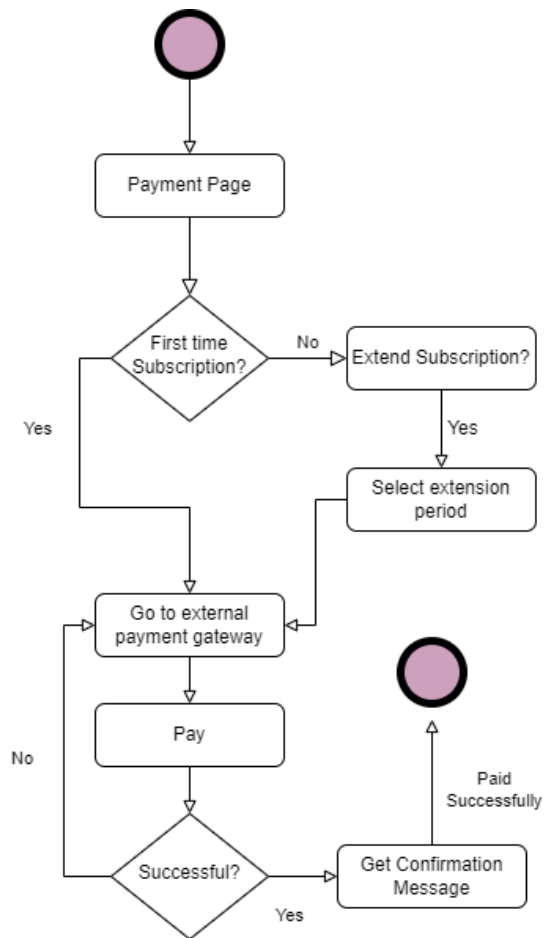 Payment Page
First time
Subscription?
No
Extend Subscription?
Yes
Yes
Select extension
period
Go to external
payment gateway
Pay
No
Paid
Successfully
Successful?
Get Confirmation
Message
Yes